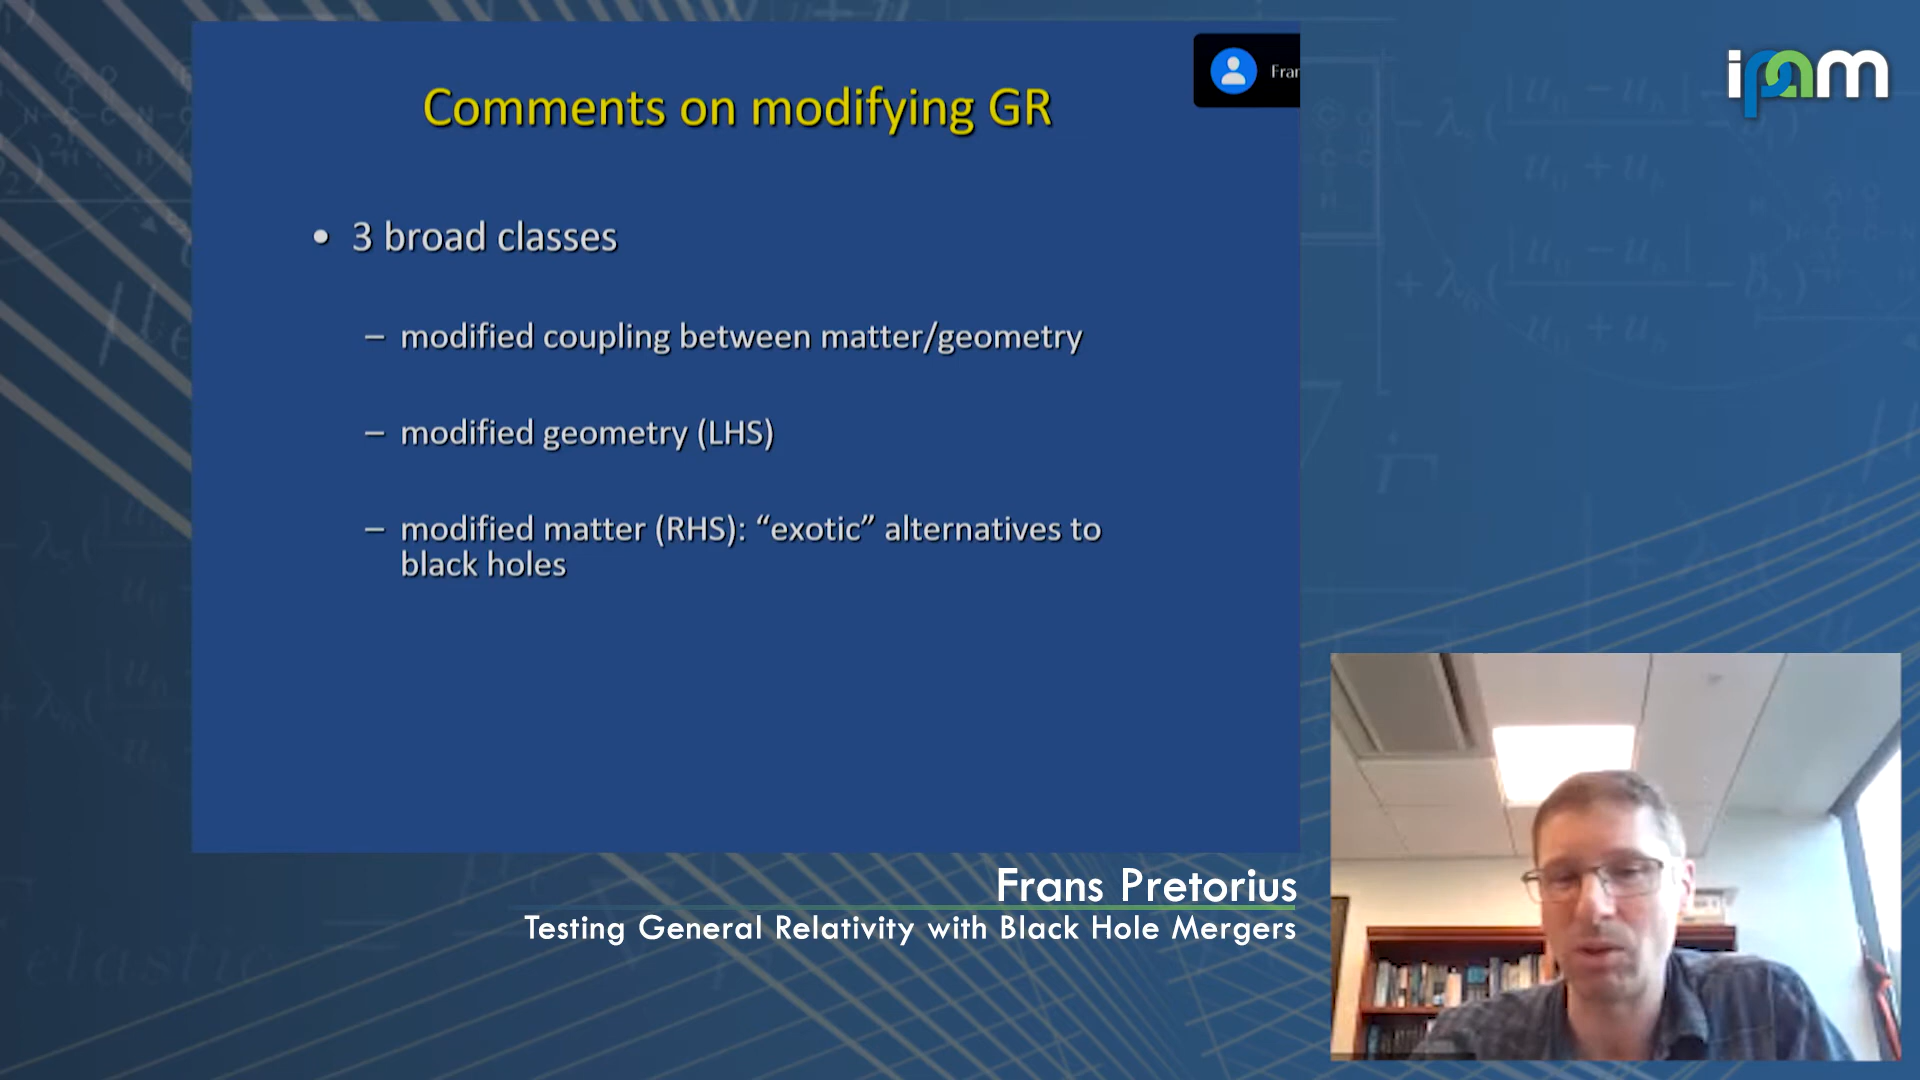 Comments on modifying GR
Fran
ipam
• 3 broad classes
– modified coupling between matter/geometry
– modified geometry (LHS)
– modified matter (RHS): “exotic” alternatives to
black holes
Frans Pretorius
Testing General Relativity with Black Hole Mergers